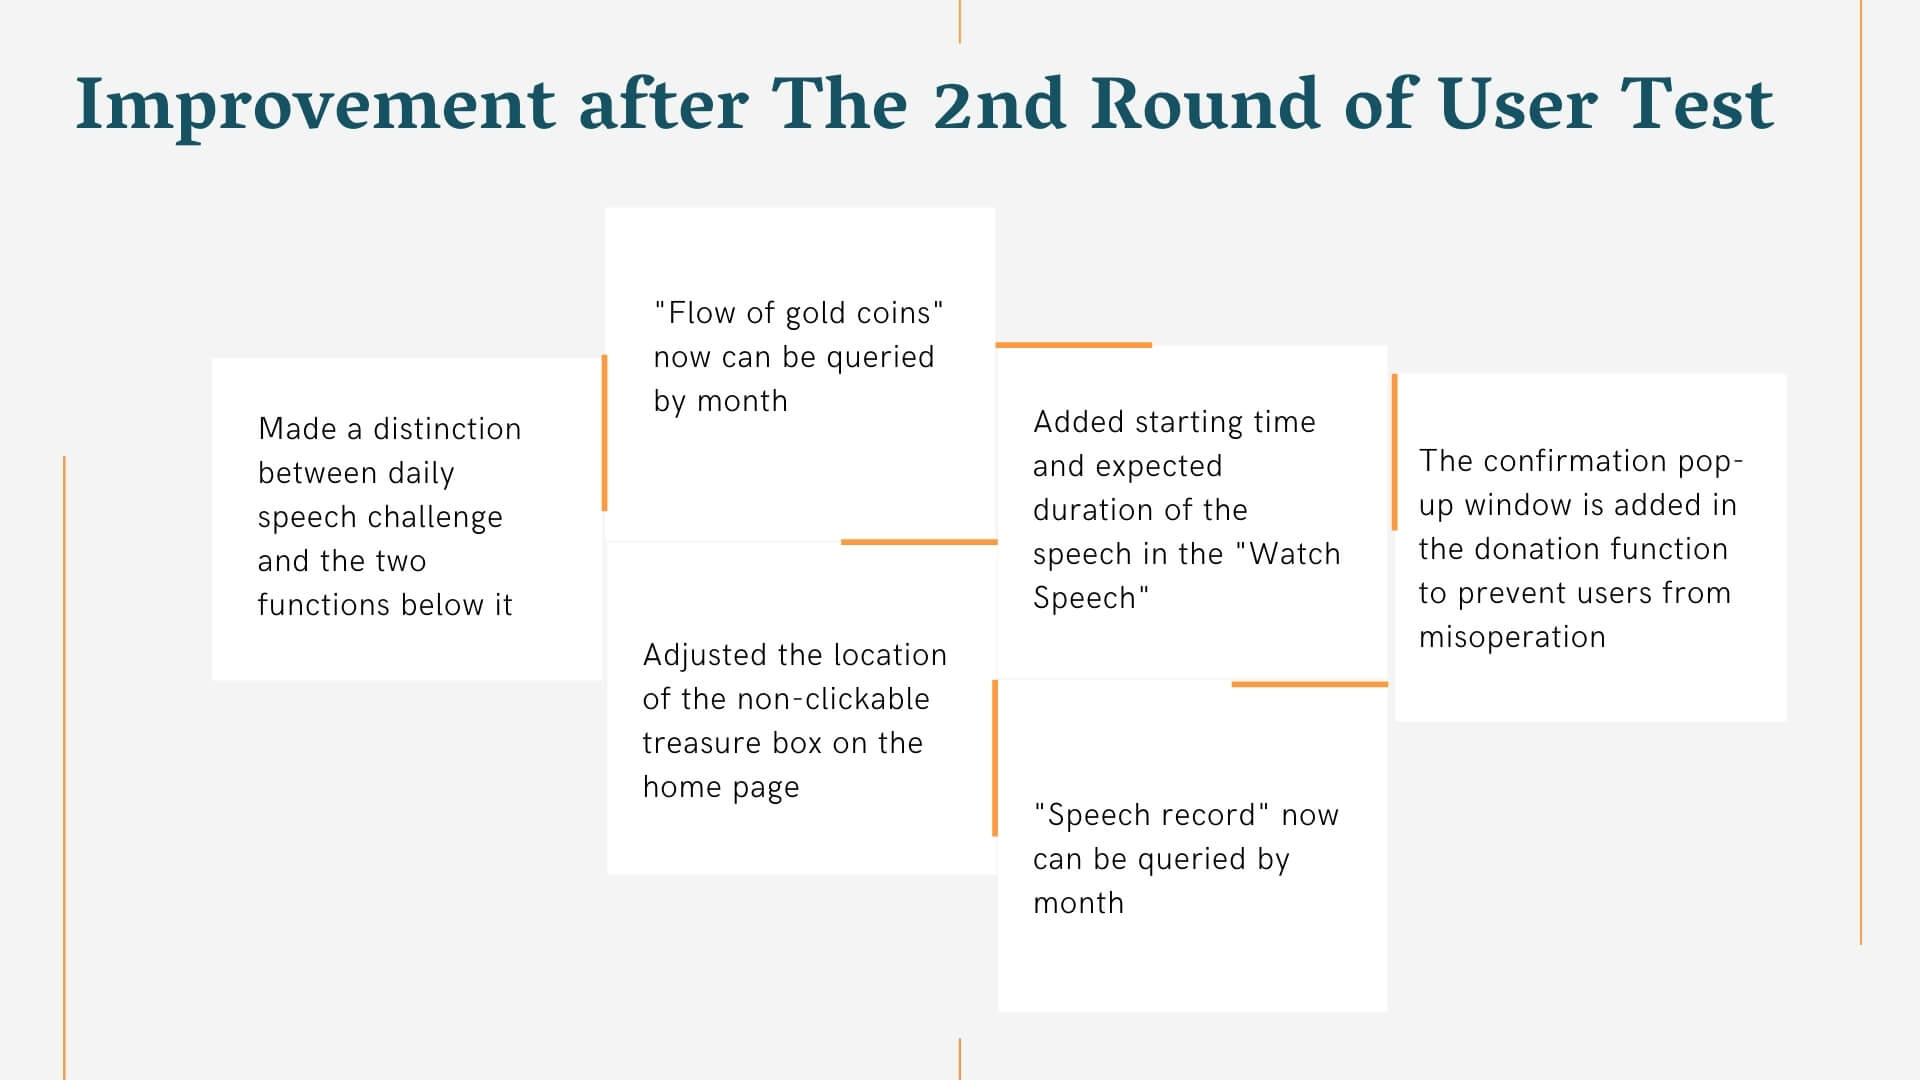 Improvement after The 2nd Round of User Test
Made a distinction
between daily
speech challenge
and the two
functions below it
"Flow of gold coins"
now can be queried
by month
Adjusted the location
of the non-clickable
treasure box on the
home page
Added starting time
and expected
duration of the
speech in the "Watch
Speech"
"Speech record" now
can be queried by
month
The confirmation pop-
up window is added in
the donation function
to prevent users from
misoperation